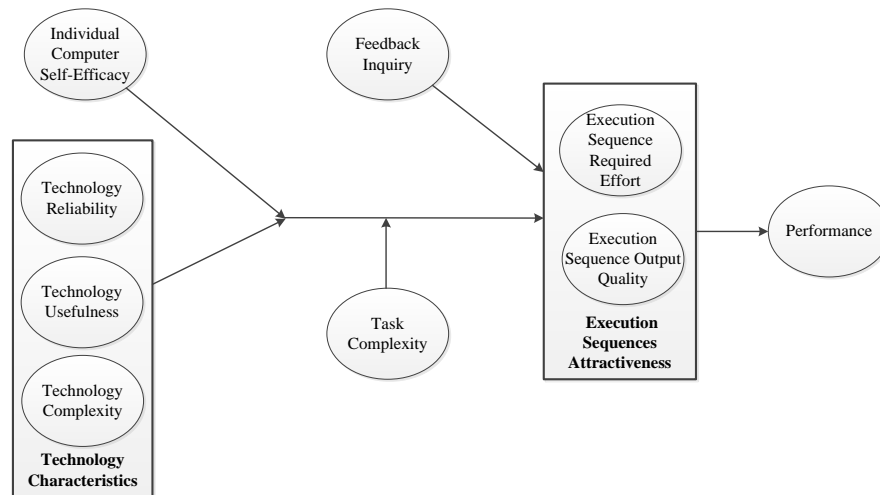 Individual
Computer
Self-Efficacy
Feedback
Inquiry
Technology
Reliability
Technology
Usefulness
Technology
Complexity
Technology
Characteristics
Task
Complexity
Execution
Sequence
Required
Effort
Execution
Sequence Output
Quality
Execution
Sequences
Attractiveness
Performance